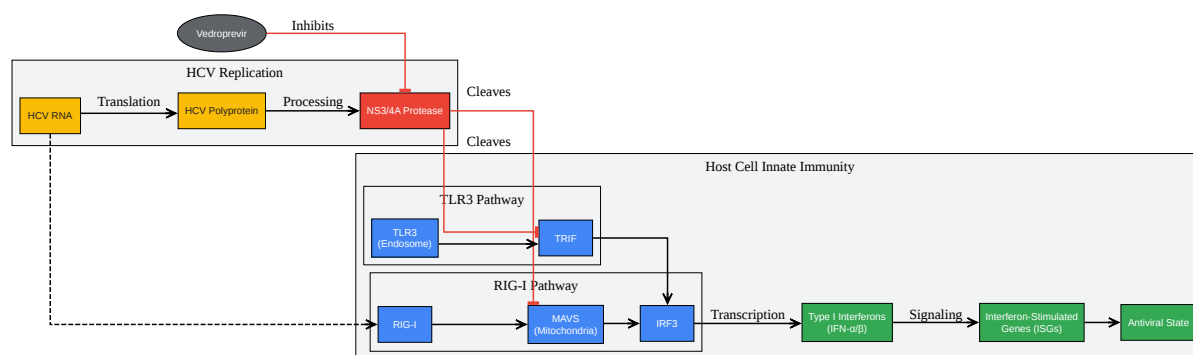 Vedroprevir
Inhibits
HCV Replication
HCV RNA
Translation
HCV Polyprotein
Processing
NS3/4A Protease
Cleaves
Cleaves
Host Cell Innate Immunity
TLR3 Pathway
TLR3
(Endosome)
TRIF
RIG-I Pathway
RIG-I
MAVS
(Mitochondria)
IRF3
Transcription
Type I Interferons
(IFN-α/β)
Signaling
Interferon-Stimulated
Genes (ISGs)
Antiviral State